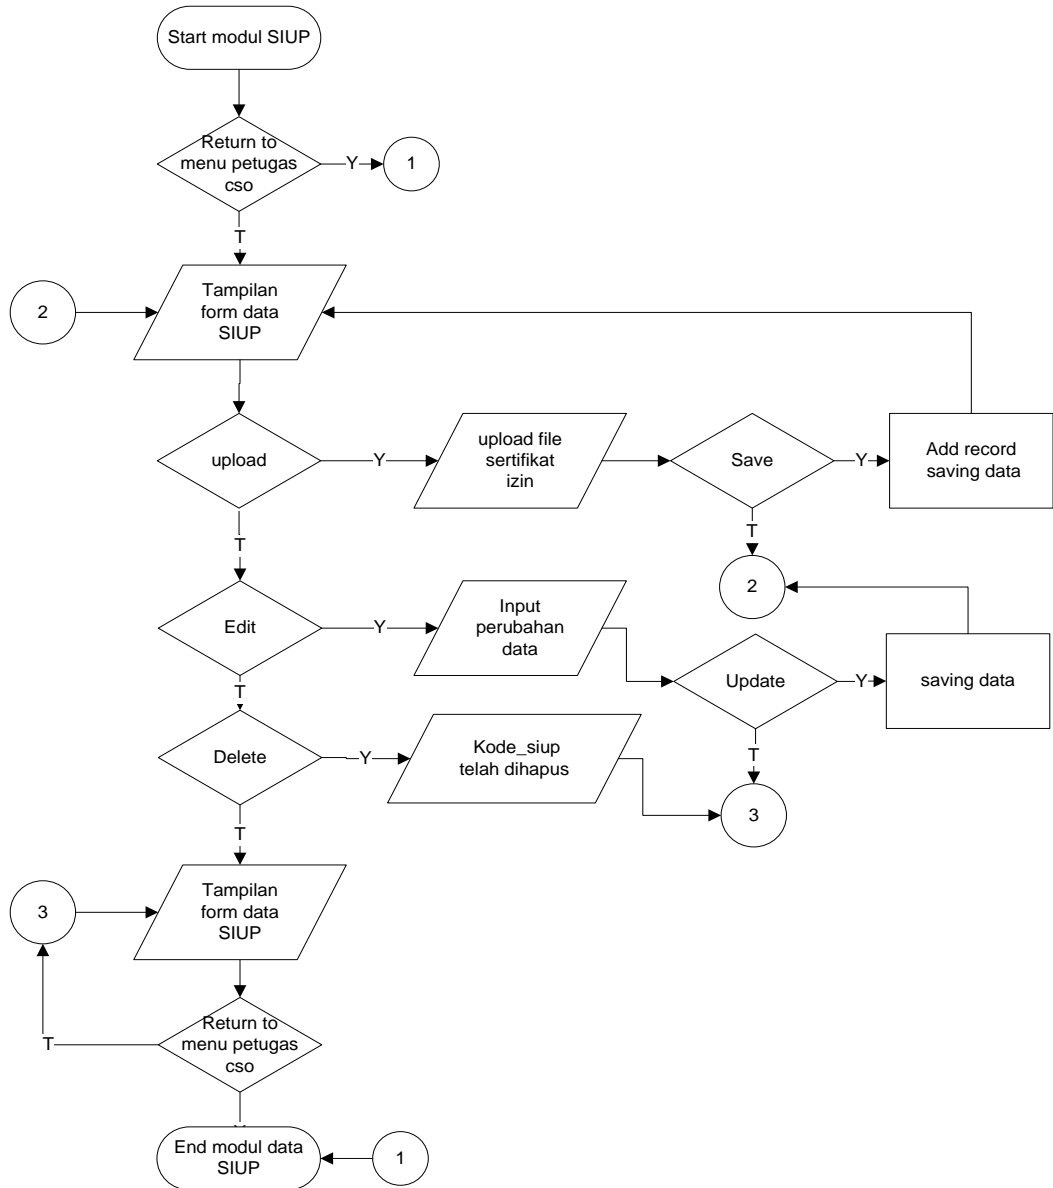 Start modul SIUP
Return to
menu petugas
cso
Y
1
T
2
Tampilan
form data
SIUP
upload
Y
upload file
sertifikat
izin
Save
Y
Add record
saving data
T
T
2
Edit
Y
Input
perubahan
data
Update
Y
saving data
T
T
Delete
Y
Kode_siup
telah dihapus
3
T
3
Tampilan
form data
SIUP
Return to
menu petugas
cso
T
End modul data
SIUP
1